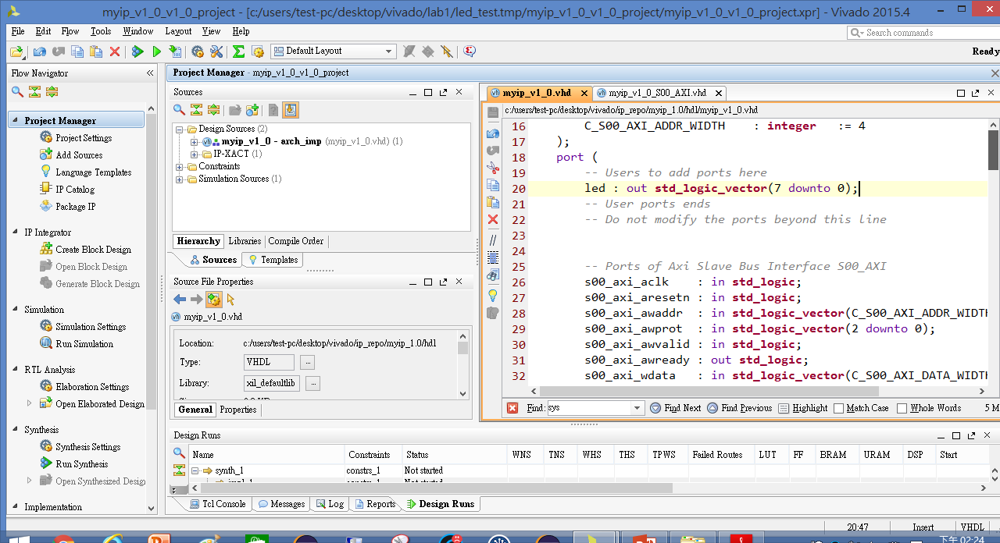 myip_v1_0_v1_0_project - [c:/users/test-pc/desktop/vivado/lab1/led_test.tmp/myip_v1_0_v1_0_project/myip_v1_0_v1_0_project.xpr] - Vivado 2015.4
File Edit Flow Tools Window Layout View Help
Search commands
Default Layout
Ready
Flow Navigator
Project Manager
Project Settings
Add Sources
Language Templates
IP Catalog
Package IP
IP Integrator
Create Block Design
Open Block Design
Generate Block Design
Simulation
Simulation Settings
Run Simulation
RTL Analysis
Elaboration Settings
Open Elaborated Design
Synthesis
Synthesis Settings
Run Synthesis
Open Synthesized Design
Implementation
Project Manager - myip_v1_0_v1_0_project
Sources
Design Sources (2)
myip_v1_0 - arch_imp (myip_v1_0.vhd) (1)
IP-XACT (1)
Constraints
Simulation Sources (1)
Hierarchy Libraries Compile Order
Sources Templates
Source File Properties
myip_v1_0.vhd
Location: c:/users/test-pc/desktop/vivado/ip_repo/myip_1.0/hdl
Type: VHDL ...
Library: xil_defaultlib ...
General Properties
myip_v1_0.vhd myip_v1_0_S00_AXI.vhd
c:/users/test-pc/desktop/vivado/ip_repo/myip_1.0/hdl/myip_v1_0.vhd
16 C_S00_AXI_ADDR_WIDTH : integer := 4
17 );
18 port (
19 -- Users to add ports here
20 led : out std_logic_vector(7 downto 0);
21 -- User ports ends
22 -- Do not modify the ports beyond this line
23
24
25 -- Ports of Axi Slave Bus Interface S00_AXI
26 s00_axi_aclk : in std_logic;
27 s00_axi_aresetn : in std_logic;
28 s00_axi_awaddr : in std_logic_vector(C_S00_AXI_ADDR_WIDTH
29 s00_axi_awprot : in std_logic_vector(2 downto 0);
30 s00_axi_awvalid : in std_logic;
31 s00_axi_awready : out std_logic;
32 s00_axi_wdata : in std_logic_vector(C_S00_AXI_DATA_WIDTH
Find: sys Find Next Find Previous Highlight Match Case Whole Words 5 M
Design Runs
Name Constraints Status WNS TNS WHS THS TPWS Failed Routes LUT FF BRAM URAM DSP Start
synth_1 constrs_1 Not started
Tcl Console Messages Log Reports Design Runs
20:47 Insert VHDL
下午 02:24